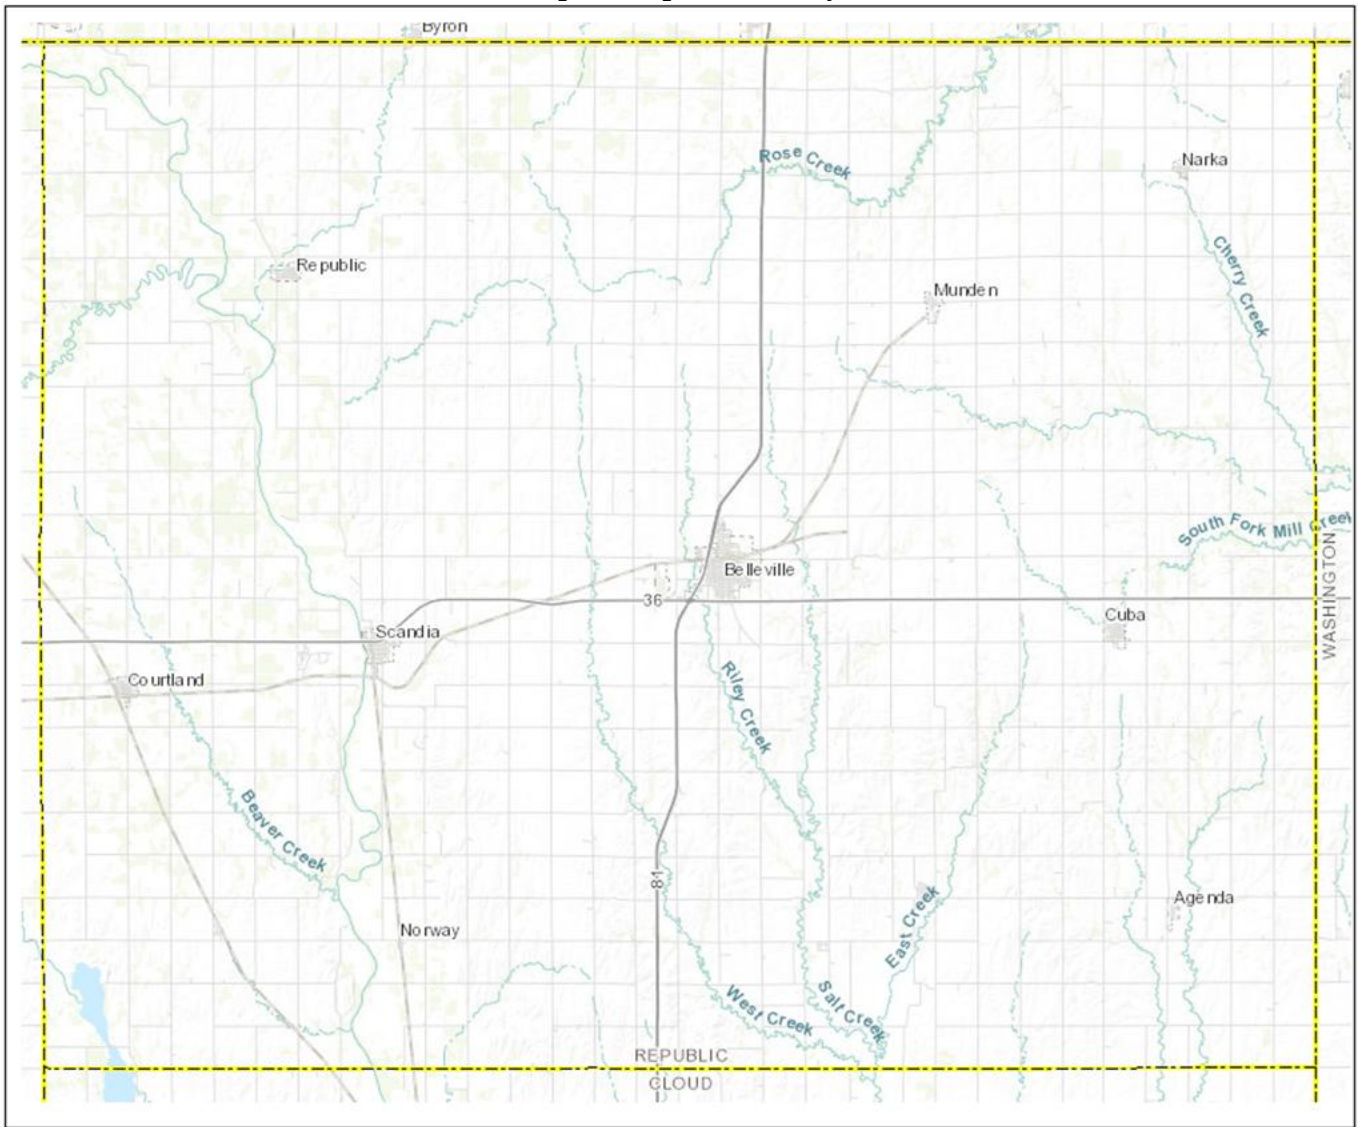 Byron
Rose Creek
Narka
Cherry Creek
Republic
Munden
South Fork Mill Creek
Belleville
WASHINGTON
36
Cuba
Scandia
Courtland
Riley Creek
Beaver Creek
81
Agenda
East Creek
Norway
Salt Creek
West Creek
REPUBLIC
CLOUD